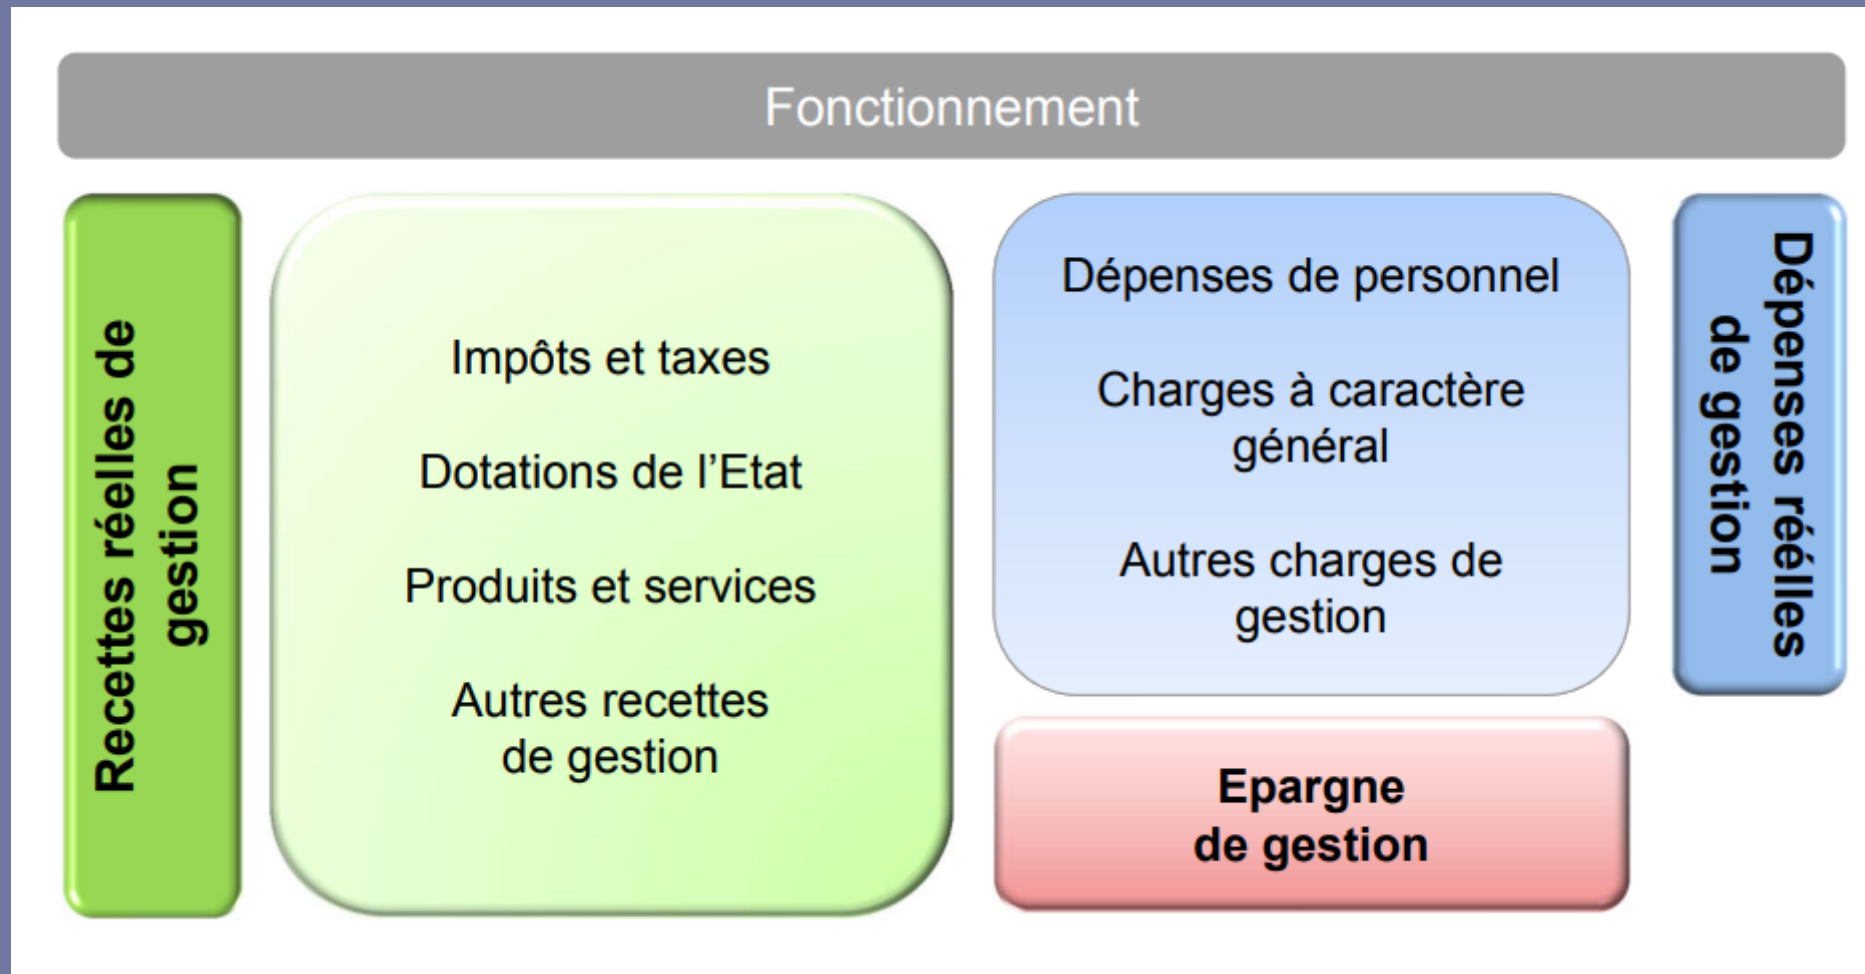 Fonctionnement
Recettes réelles de
gestion
Impôts et taxes
Dotations de l'Etat
Produits et services
Autres recettes
de gestion
Dépenses de personnel
Charges à caractère
général
Autres charges de
gestion
Epargne
de gestion
Dépenses réélles
de gestion